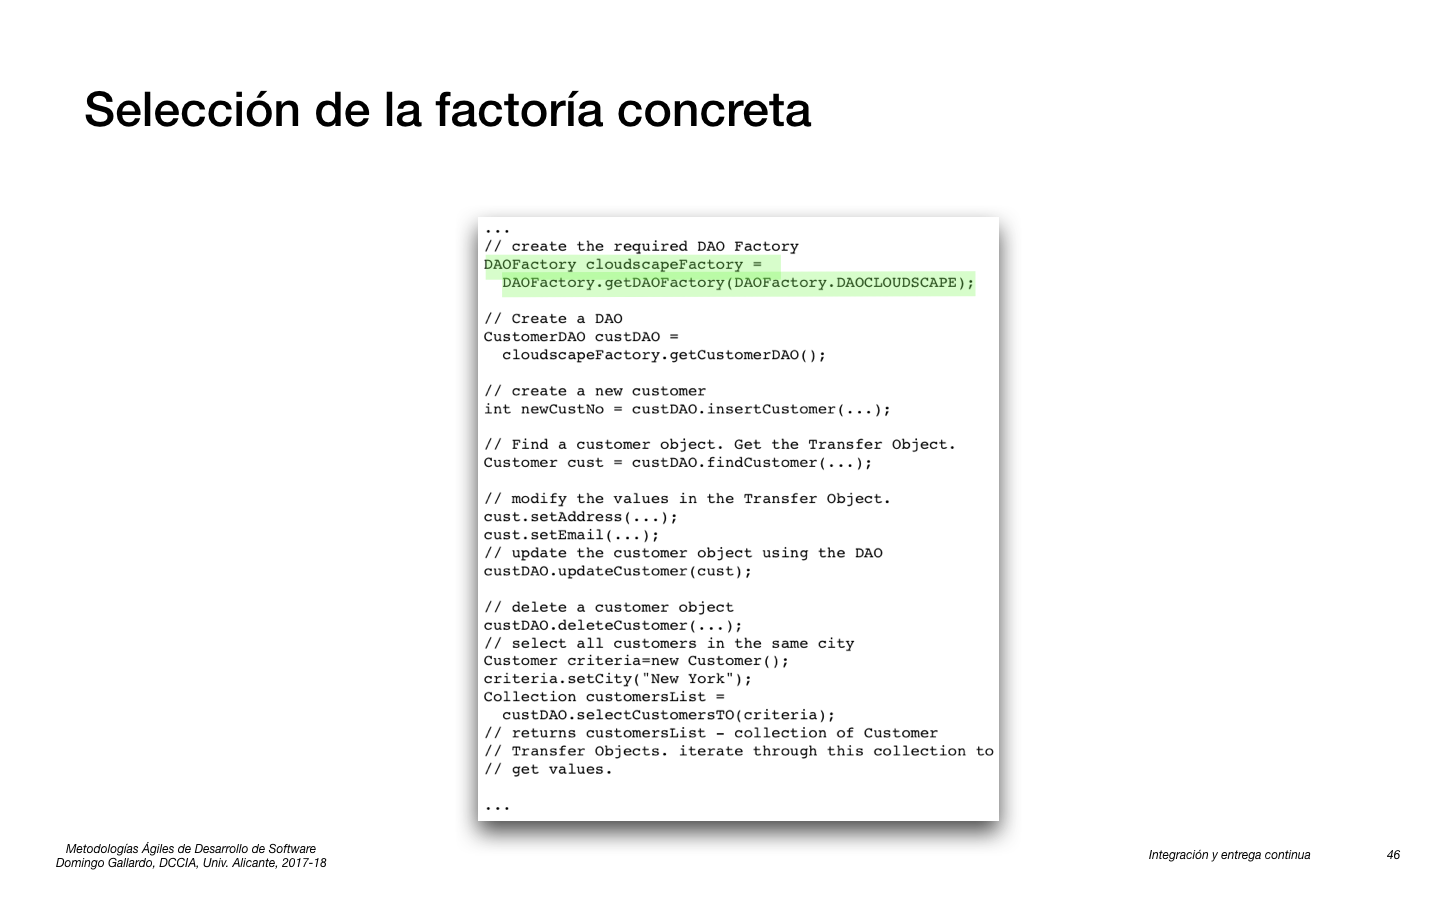 Selección de la factoría concreta
...
// create the required DAO Factory
DAOFactory cloudscapeFactory =
  DAOFactory.getDAOFactory(DAOFactory.DAOCLOUDSCAPE);

// Create a DAO
CustomerDAO custDAO =
  cloudscapeFactory.getCustomerDAO();

// create a new customer
int newCustNo = custDAO.insertCustomer(...);

// Find a customer object. Get the Transfer Object.
Customer cust = custDAO.findCustomer(...);

// modify the values in the Transfer Object.
cust.setAddress(...);
cust.setEmail(...);
// update the customer object using the DAO
custDAO.updateCustomer(cust);

// delete a customer object
custDAO.deleteCustomer(...);
// select all customers in the same city
Customer criteria=new Customer();
criteria.setCity("New York");
Collection customersList =
  custDAO.selectCustomersTO(criteria);
// returns customersList - collection of Customer
// Transfer Objects. iterate through this collection to
// get values.

...
Metodologías Ágiles de Desarrollo de Software
Domingo Gallardo, DCCIA, Univ. Alicante, 2017-18
Integración y entrega continua
46